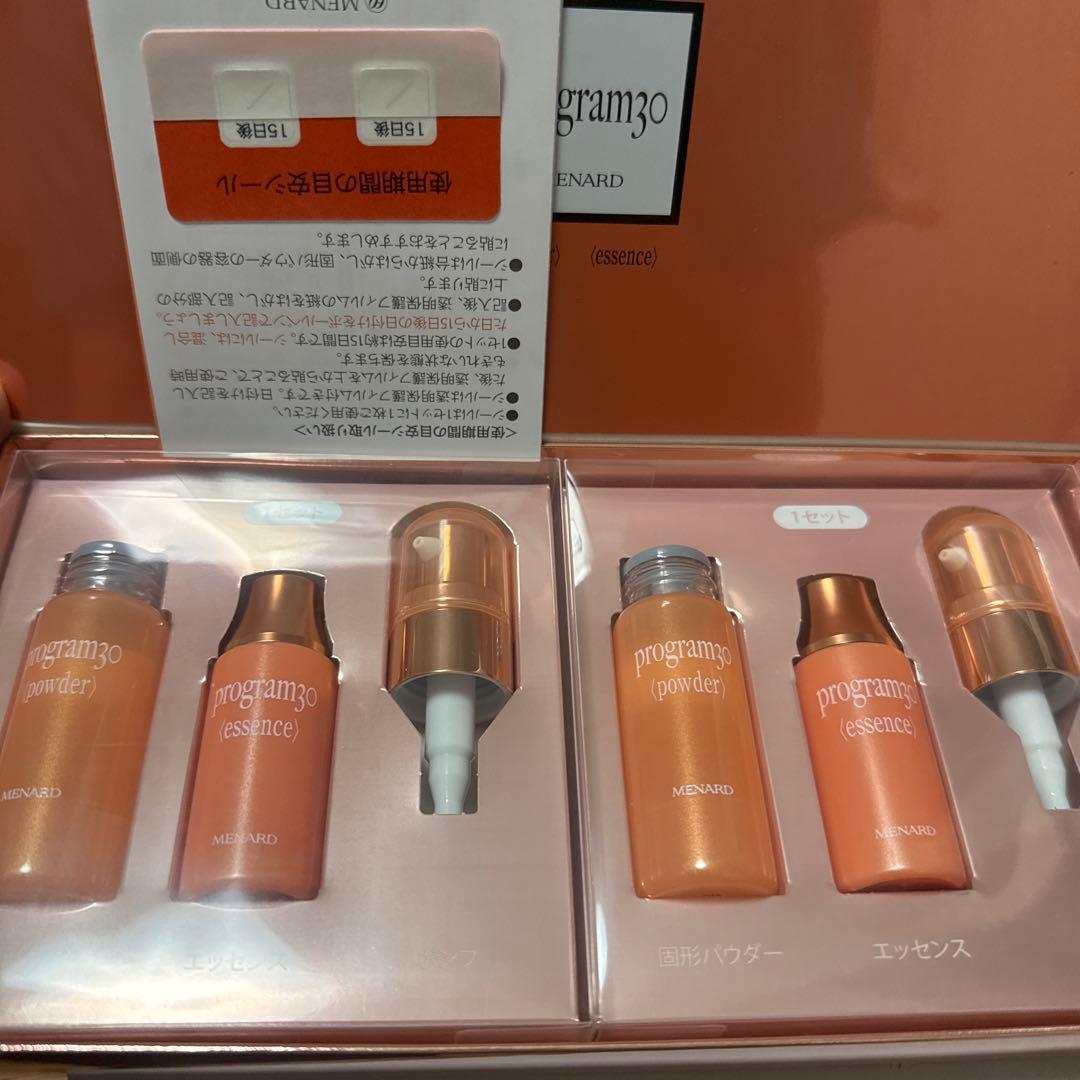 MENARD
15日後
15日後
使用期間の目安シール
<使用期間の目安シール取り扱い>
●シールは1セットに1枚ご使用ください。
●シールは透明保護フィルム付きです。日付を記入し
た後、透明保護フィルムを上から貼ることで、ご使用時
もきれいな状態を保ちます。
●1セットの使用目安は約15日間です。シールには、混合し
た日から15日後の日付をボールペンで記入しましょう。
●記入後、透明保護フィルムの紙をはがし、記入部分の
上に貼ります。
●シールは台紙からはがし、固形パウダーの容器の側面
に貼ることをおすすめします。
gram30
ENARD
〈essence〉
1セット
1セット
program30
〈powder〉
MENARD
program30
〈essence〉
MENARD
program30
〈powder〉
MENARD
program30
〈essence〉
MENARD
エッセンス
固形パウダー
エッセンス